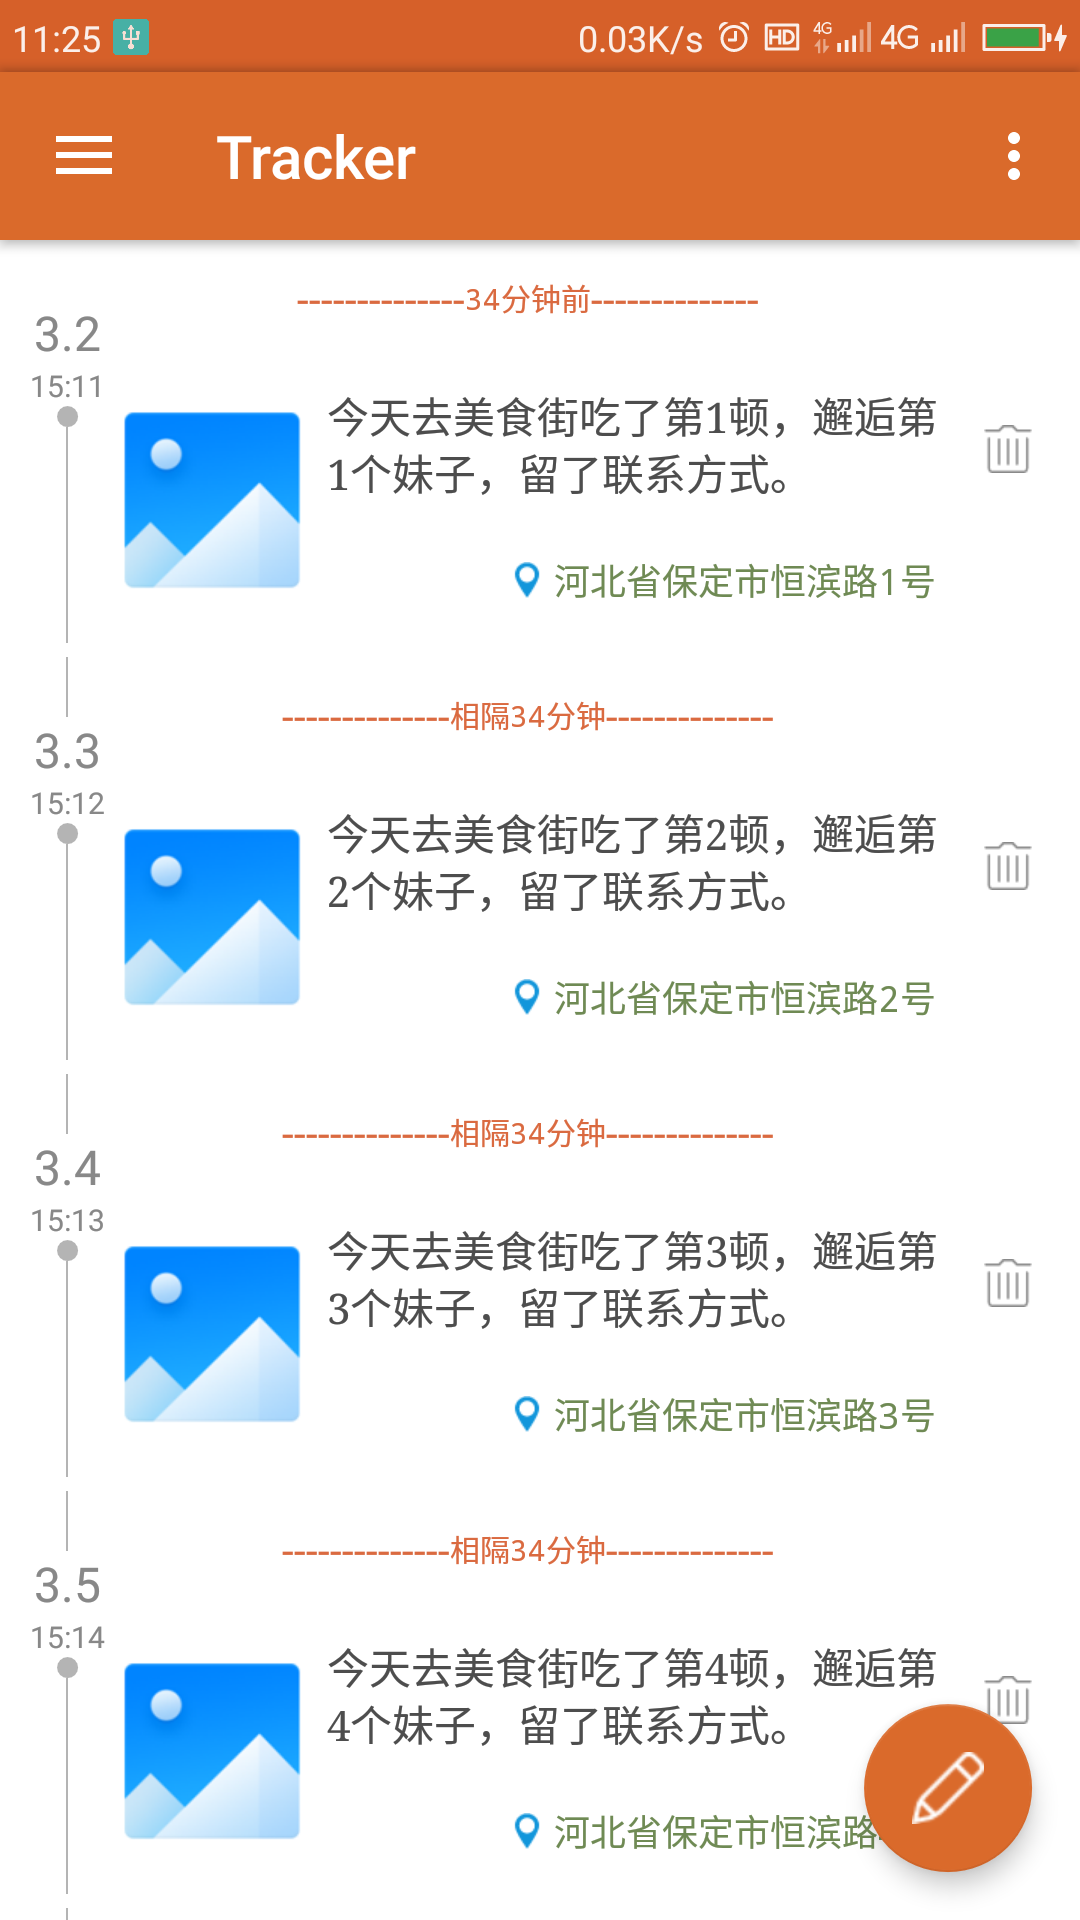 11:25 0.03K/s HD 4G 4G
Tracker
--------------34分钟前--------------
3.2
15:11
今天去美食街吃了第1顿，邂逅第
1个妹子，留了联系方式。
河北省保定市恒滨路1号
--------------相隔34分钟--------------
3.3
15:12
今天去美食街吃了第2顿，邂逅第
2个妹子，留了联系方式。
河北省保定市恒滨路2号
--------------相隔34分钟--------------
3.4
15:13
今天去美食街吃了第3顿，邂逅第
3个妹子，留了联系方式。
河北省保定市恒滨路3号
--------------相隔34分钟--------------
3.5
15:14
今天去美食街吃了第4顿，邂逅第
4个妹子，留了联系方式。
河北省保定市恒滨路